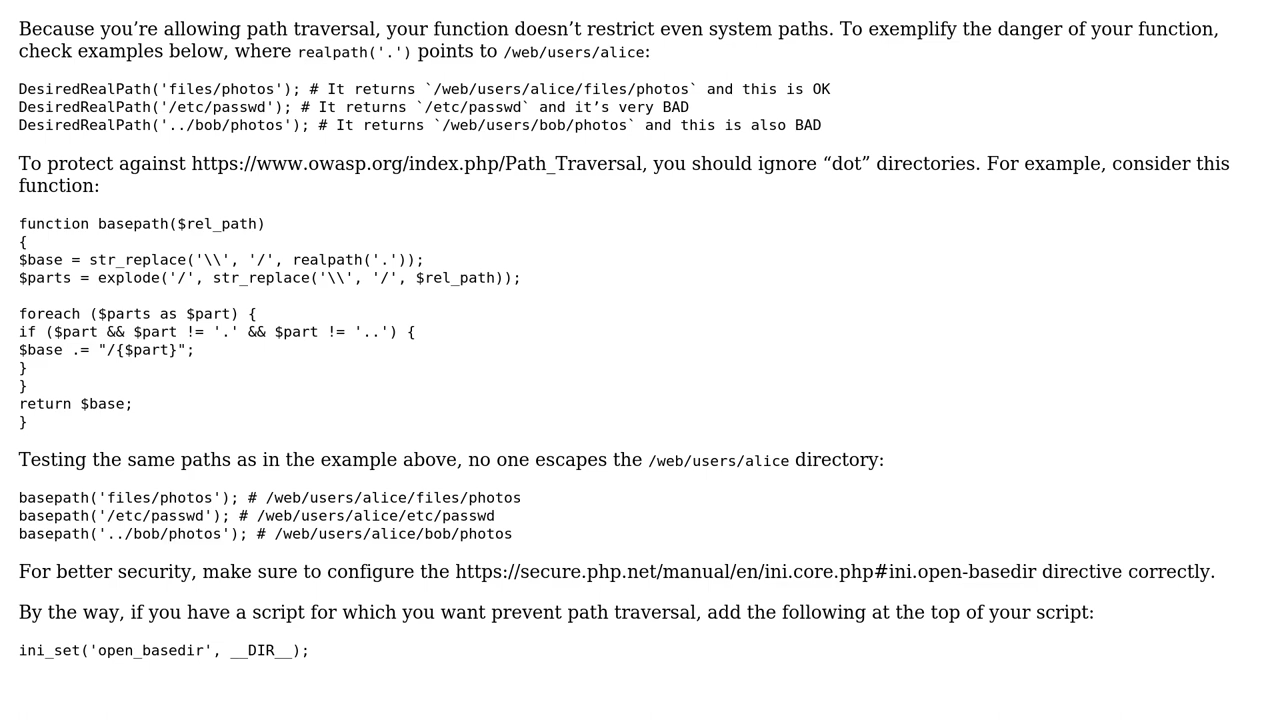 Because you’re allowing path traversal, your function doesn’t restrict even system paths. To exemplify the danger of your function,
check examples below, where realpath('.') points to /web/users/alice:
DesiredRealPath('files/photos'); # It returns `/web/users/alice/files/photos` and this is OK
DesiredRealPath('/etc/passwd'); # It returns `/etc/passwd` and it’s very BAD
DesiredRealPath('../bob/photos'); # It returns `/web/users/bob/photos` and this is also BAD
To protect against https://www.owasp.org/index.php/Path_Traversal, you should ignore “dot” directories. For example, consider this
function:
function basepath($rel_path)
{
$base = str_replace('\\', '/', realpath('.'));
$parts = explode('/', str_replace('\\', '/', $rel_path));
foreach ($parts as $part) {
if ($part && $part != '.' && $part != '..') {
$base .= "/{$part}";
}
}
return $base;
}
Testing the same paths as in the example above, no one escapes the /web/users/alice directory:
basepath('files/photos'); # /web/users/alice/files/photos
basepath('/etc/passwd'); # /web/users/alice/etc/passwd
basepath('../bob/photos'); # /web/users/alice/bob/photos
For better security, make sure to configure the https://secure.php.net/manual/en/ini.core.php#ini.open-basedir directive correctly.
By the way, if you have a script for which you want prevent path traversal, add the following at the top of your script:
ini_set('open_basedir', __DIR__);